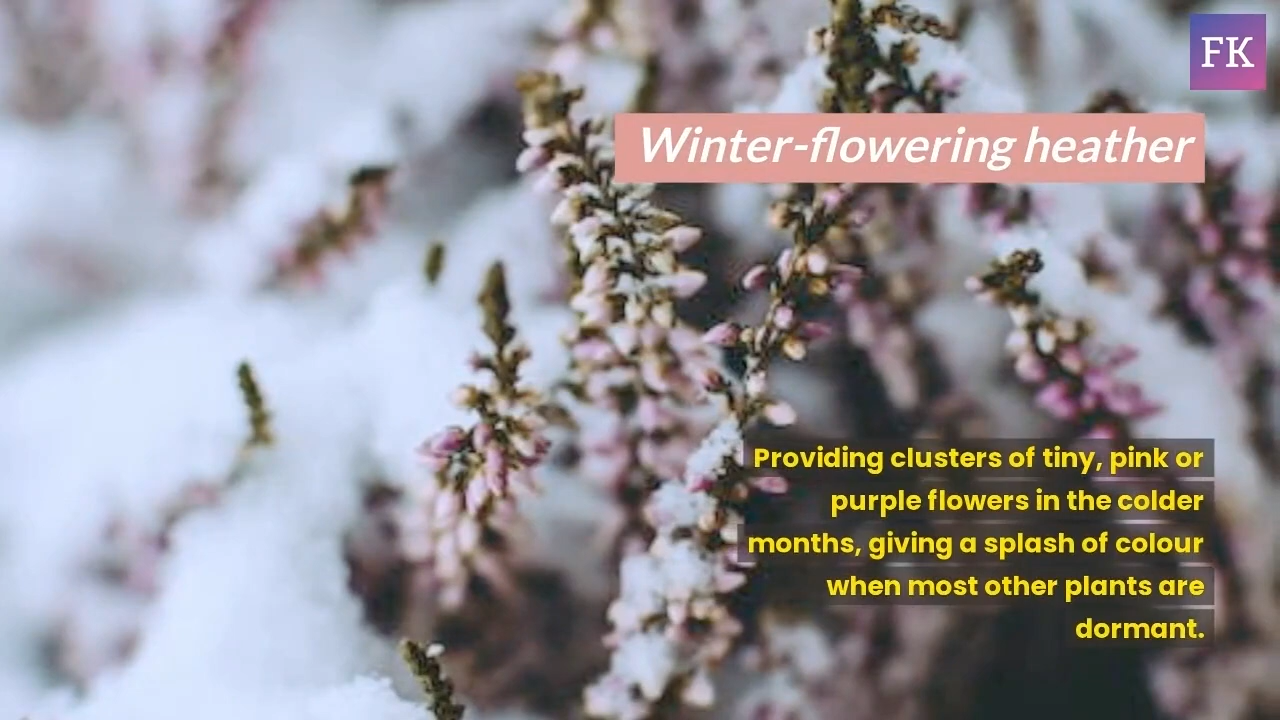 FK
Winter-flowering heather
Providing clusters of tiny, pink or
purple flowers in the colder
months, giving a splash of colour
when most other plants are
dormant.